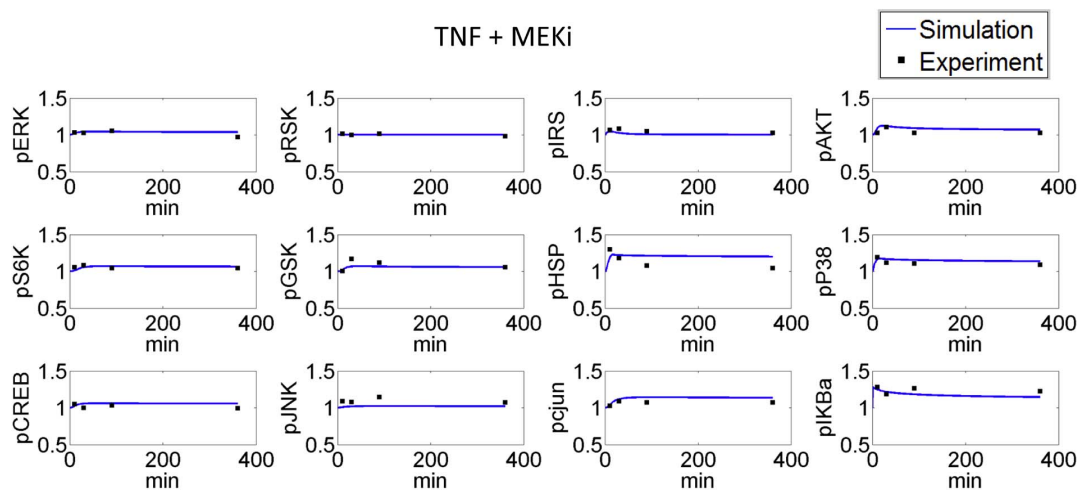 TNF + MEKi
Simulation
Experiment
pERK
1.5
1
0.5
0 200 400
min
pRSK
1.5
1
0.5
0 200 400
min
pIRS
1.5
1
0.5
0 200 400
min
pAKT
1.5
1
0.5
0 200 400
min
pS6K
1.5
1
0.5
0 200 400
min
pGSK
1.5
1
0.5
0 200 400
min
pHSP
1.5
1
0.5
0 200 400
min
pP38
1.5
1
0.5
0 200 400
min
pCREB
1.5
1
0.5
0 200 400
min
pJNK
1.5
1
0.5
0 200 400
min
pcjun
1.5
1
0.5
0 200 400
min
pIKBa
1.5
1
0.5
0 200 400
min